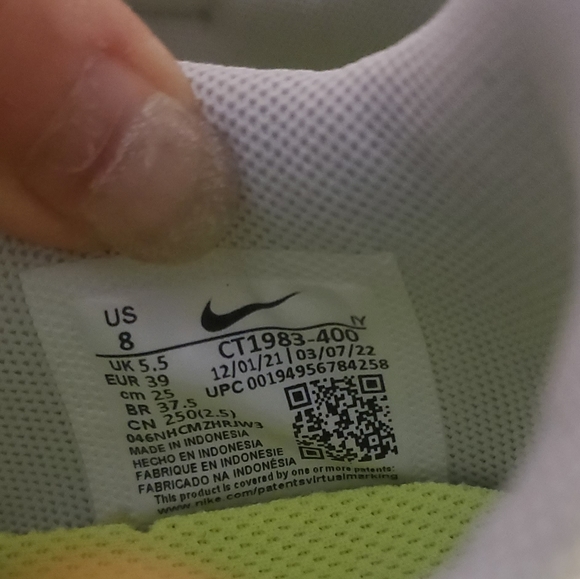 US
8
IY
CT1983-400
12/01/21 | 03/07/22
UPC 00194956784258
UK 5.5
EUR 39
cm 25
BR 37.5
CN 250(2.5)
046NHCMZHRJW3
MADE IN INDONESIA
HECHO EN INDONESIA
FABRIQUE EN INDONESIE
FABRICADO NA INDONÉSIA
This product is covered by one or more patents:
www.nike.com/patentsvirtualmarking